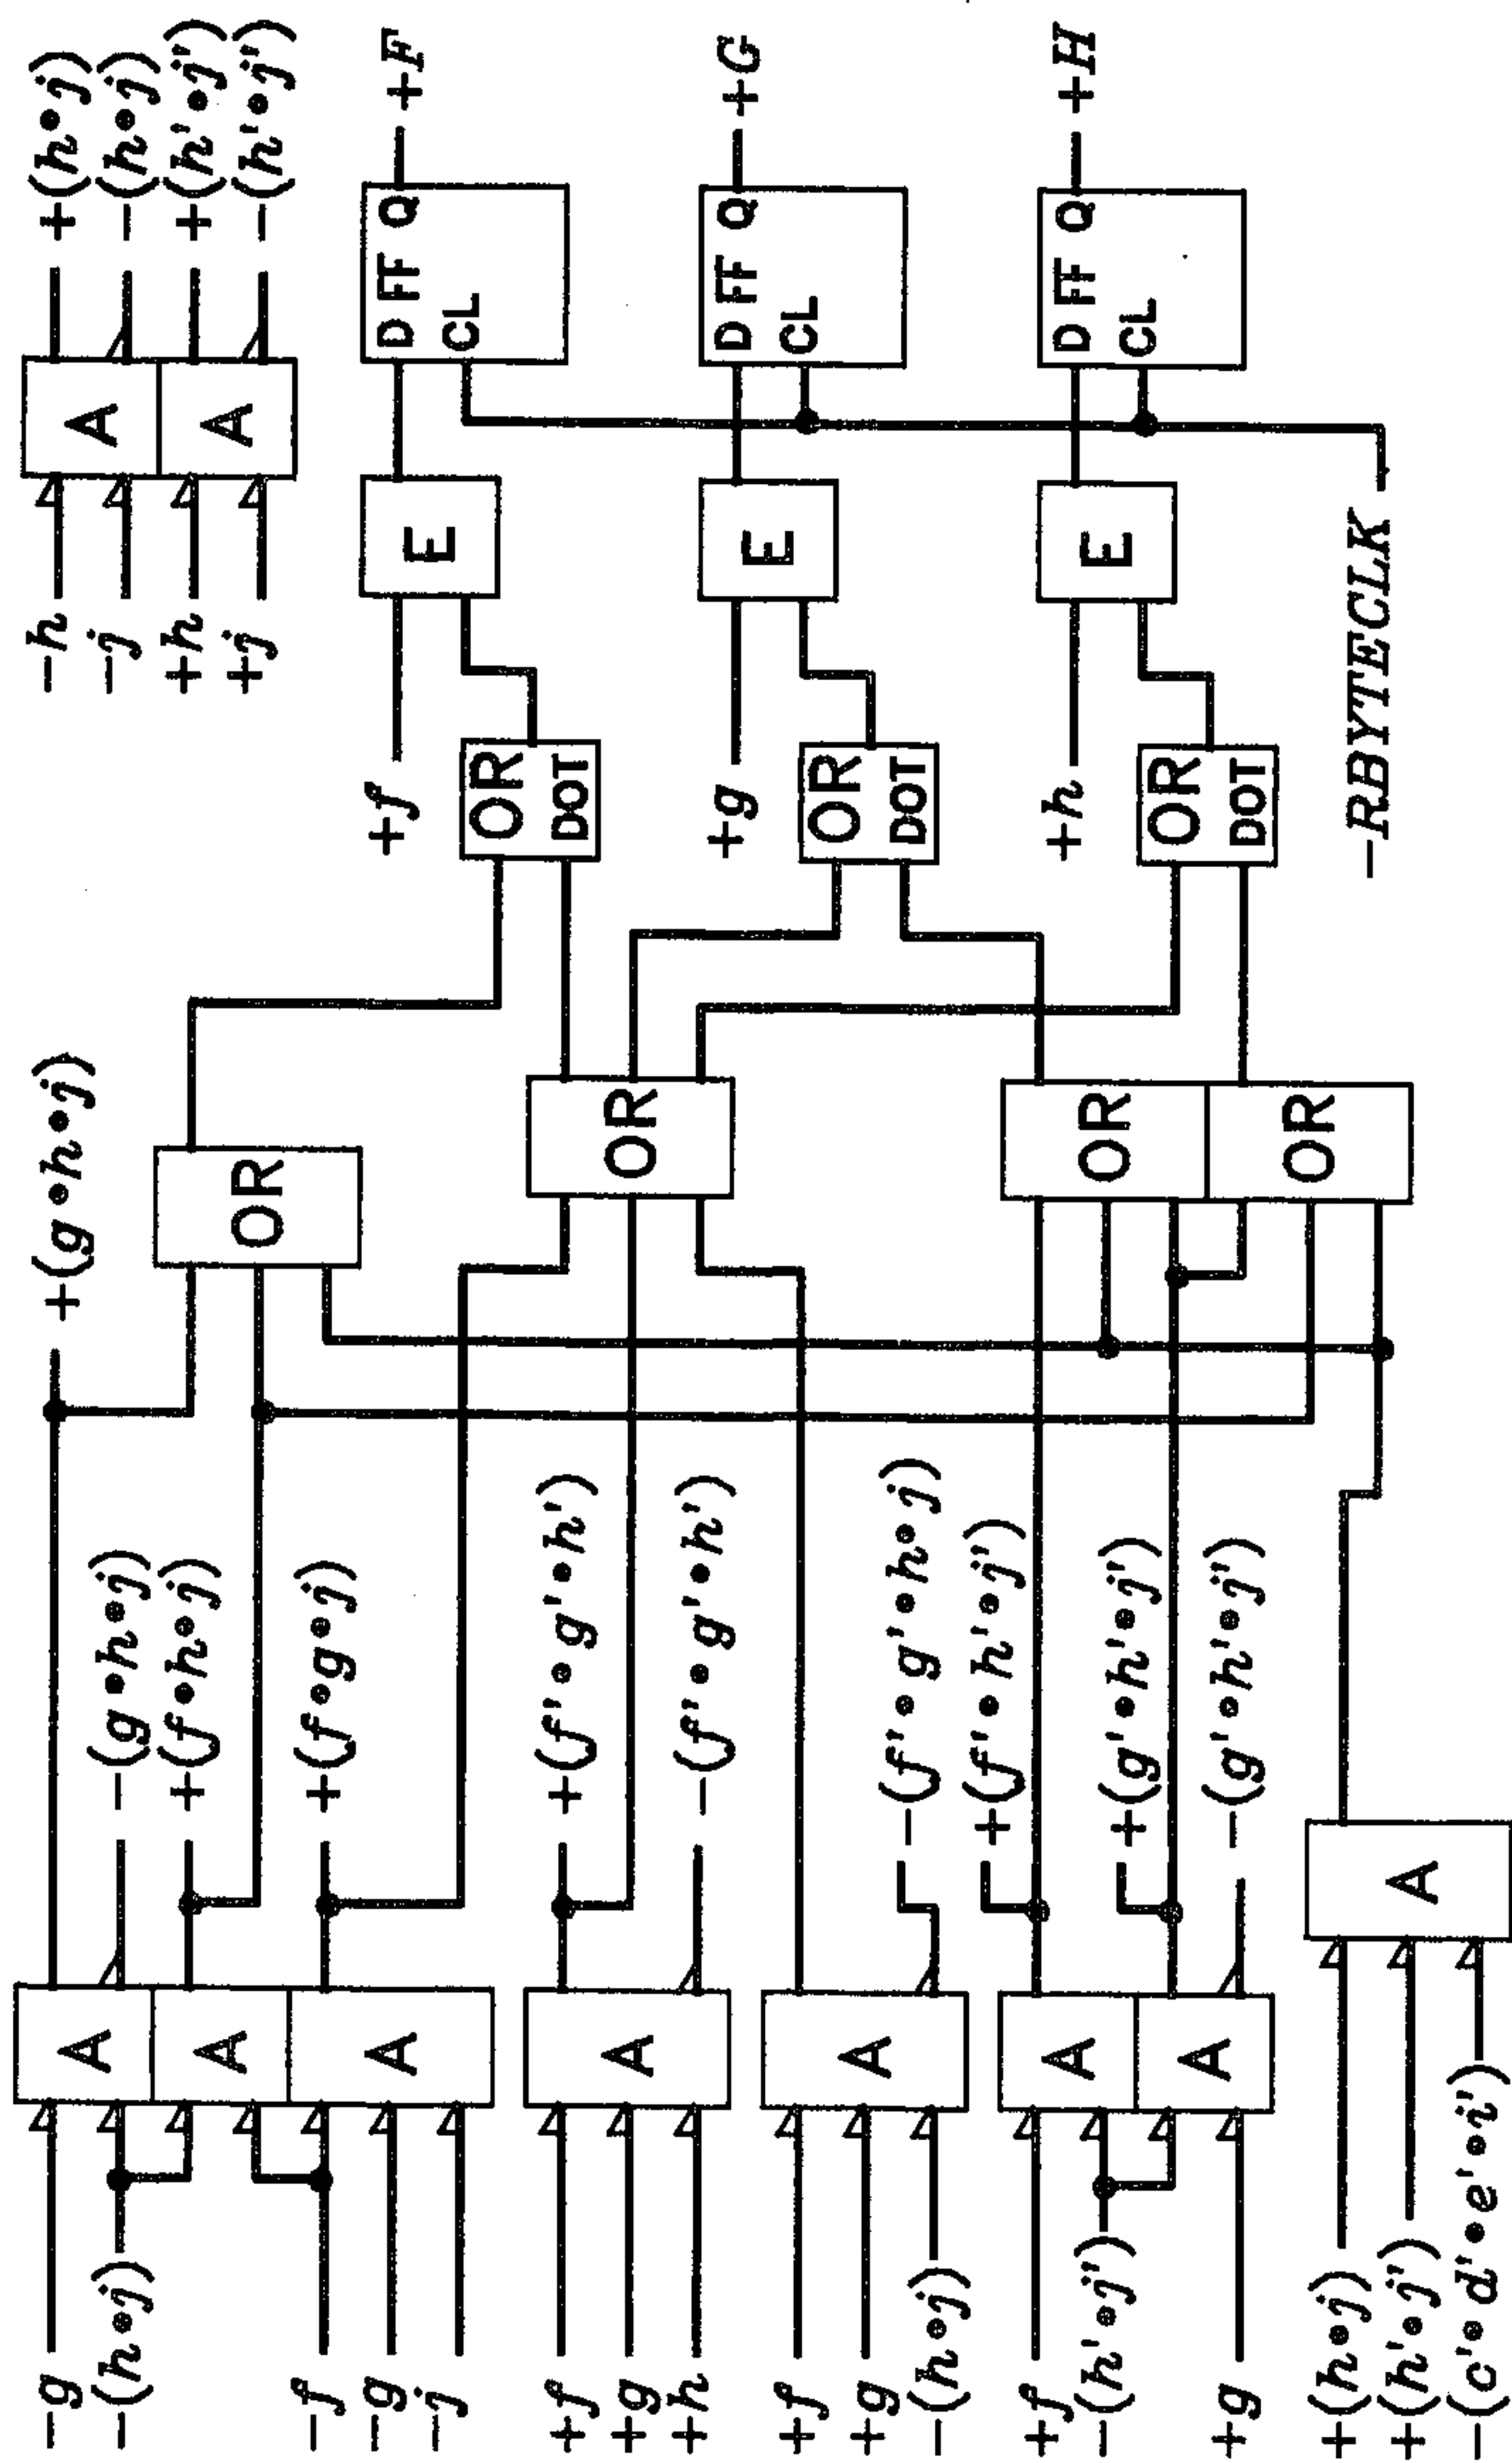 -g
-(h•j)
-f
-g
-j
+f
+g
+h
+f
+g
-(h•j)
+f
-(h'•j')
+g
+(h•j)
+(h'•j')
-(c'•d'•e'•i')
A
A
A
A
A
A
A
A
-(g•h•j)
+(f•h•j)
+(f•g•j)
+(f'•g'•h')
-(f'•g'•h')
-(f'•g'•h•j)
+(f'•h'•j')
+(g'•h'•j')
-(g'•h'•j')
+(g•h•j)
OR
OR
OR
OR
OR DOT
OR DOT
OR DOT
+f
+g
+h
-RBYTECLK
E
E
E
D FF Q
CL
D FF Q
CL
D FF Q
CL
+F
+G
+H
-h
-j
+h
+j
A
A
+(h•j)
-(h•j)
+(h'•j')
-(h'•j')